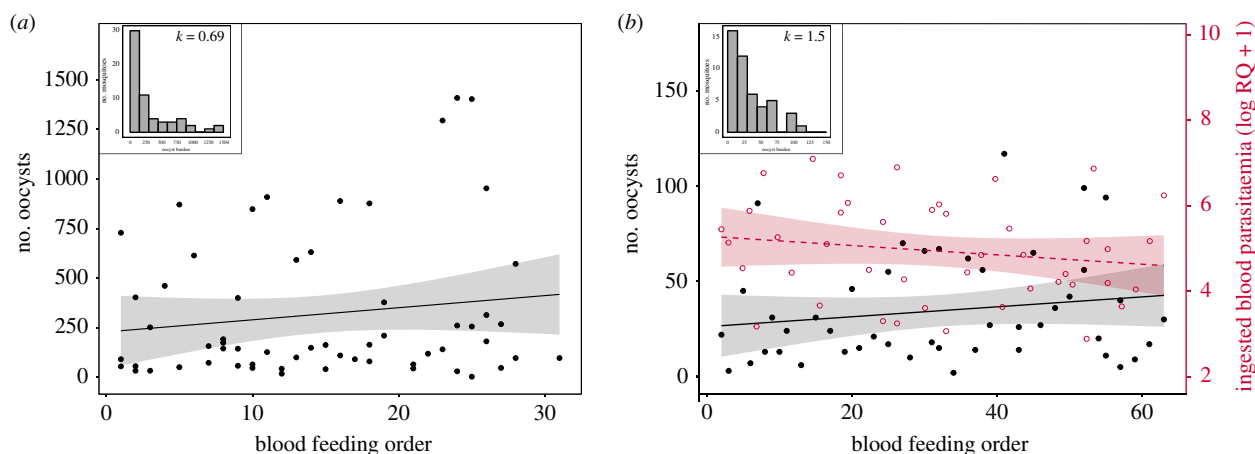 (a)
k = 0.69
30
20
10
0
no. mosquitoes
0 250 500 750 1000 1250 1500
oocyst burden
1500
1250
1000
750
500
250
0
no. oocysts
0 10 20 30
blood feeding order
(b)
k = 1.5
15
10
5
0
no. mosquitoes
0 25 50 75 100 125 150
oocyst burden
150
100
50
0
no. oocysts
0 20 40 60
blood feeding order
10
8
6
4
2
ingested blood parasitaemia (log RQ + 1)